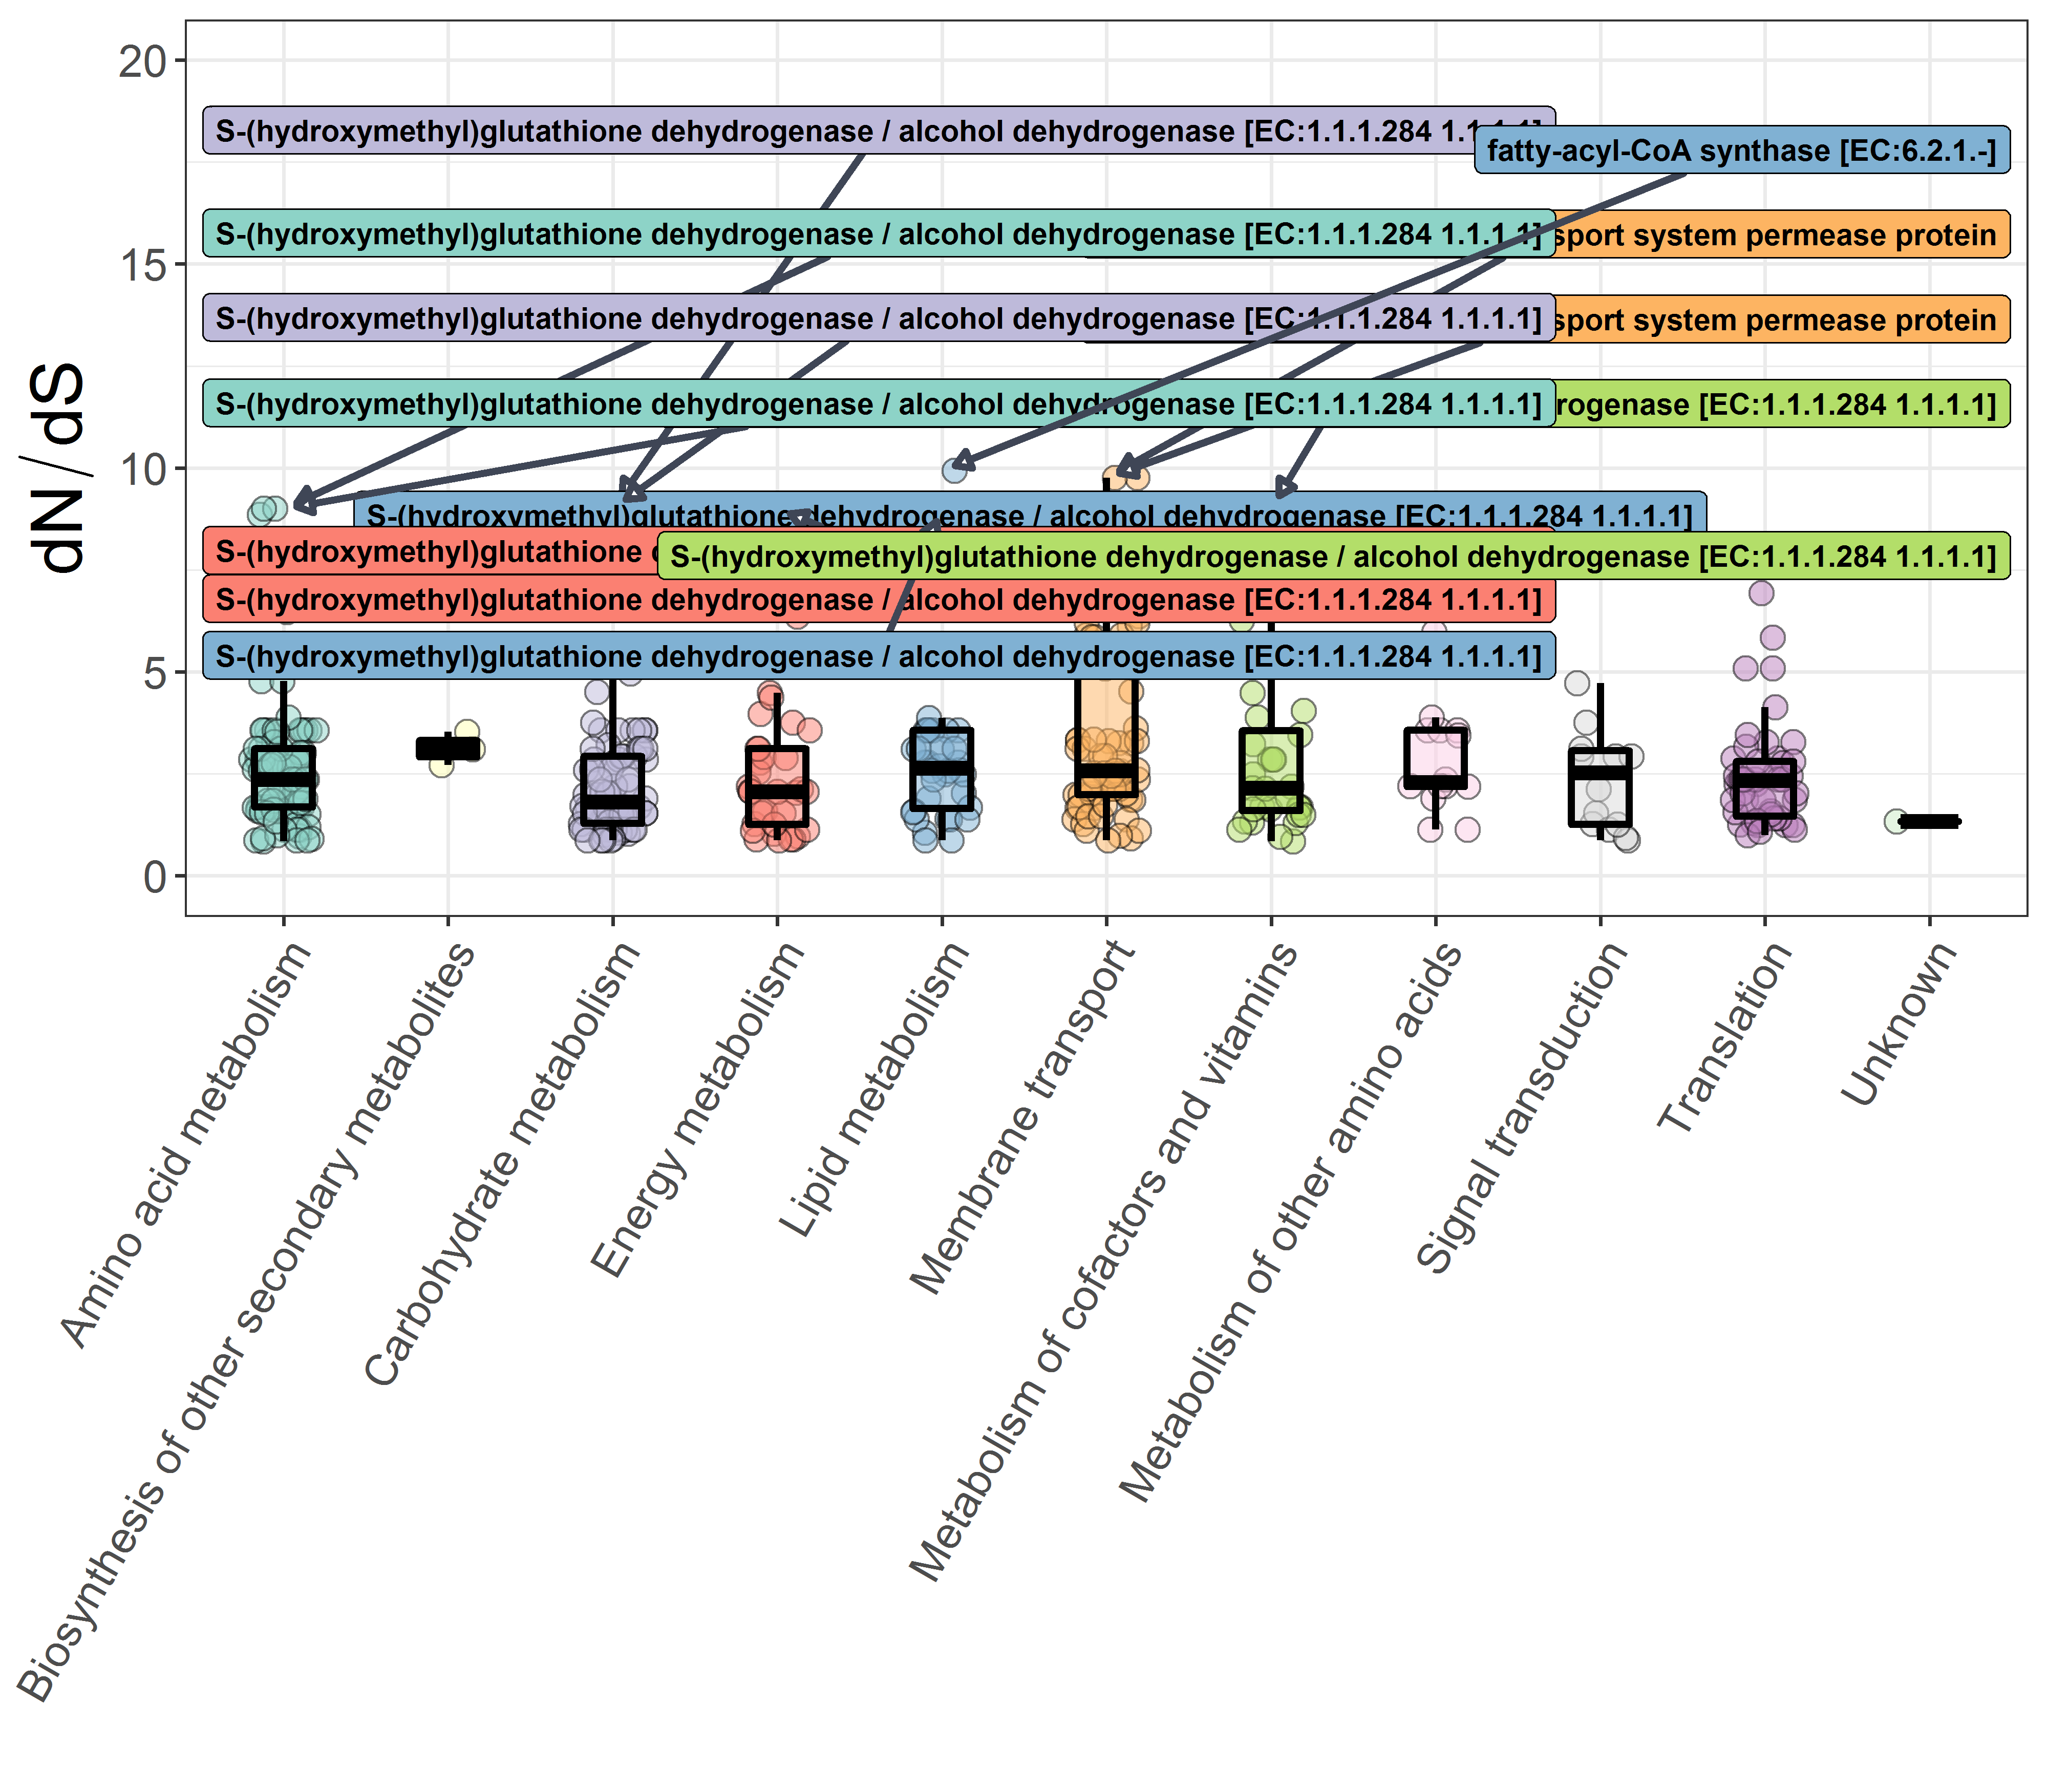 dN / dS
20
15
10
5
0
S-(hydroxymethyl)glutathione dehydrogenase / alcohol dehydrogenase [EC:1.1.1.284 1.1.1.1]
fatty-acyl-CoA synthase [EC:6.2.1.-]
S-(hydroxymethyl)glutathione dehydrogenase / alcohol dehydrogenase [EC:1.1.1.284 1.1.1.1]
system permease protein
S-(hydroxymethyl)glutathione dehydrogenase / alcohol dehydrogenase [EC:1.1.1.284 1.1.1.1]
system permease protein
S-(hydroxymethyl)glutathione dehydrogenase / alcohol dehydrogenase [EC:1.1.1.284 1.1.1.1]
[EC:1.1.1.284 1.1.1.1]
S-(hydroxymethyl)glutathione dehydrogenase / alcohol dehydrogenase [EC:1.1.1.284 1.1.1.1]
S-(hydroxymethyl)glutathione
S-(hydroxymethyl)glutathione dehydrogenase / alcohol dehydrogenase [EC:1.1.1.284 1.1.1.1]
S-(hydroxymethyl)glutathione dehydrogenase / alcohol dehydrogenase [EC:1.1.1.284 1.1.1.1]
S-(hydroxymethyl)glutathione dehydrogenase / alcohol dehydrogenase [EC:1.1.1.284 1.1.1.1]
Amino acid metabolism
Biosynthesis of other secondary metabolites
Carbohydrate metabolism
Energy metabolism
Lipid metabolism
Membrane transport
Metabolism of cofactors and vitamins
Metabolism of other amino acids
Signal transduction
Translation
Unknown